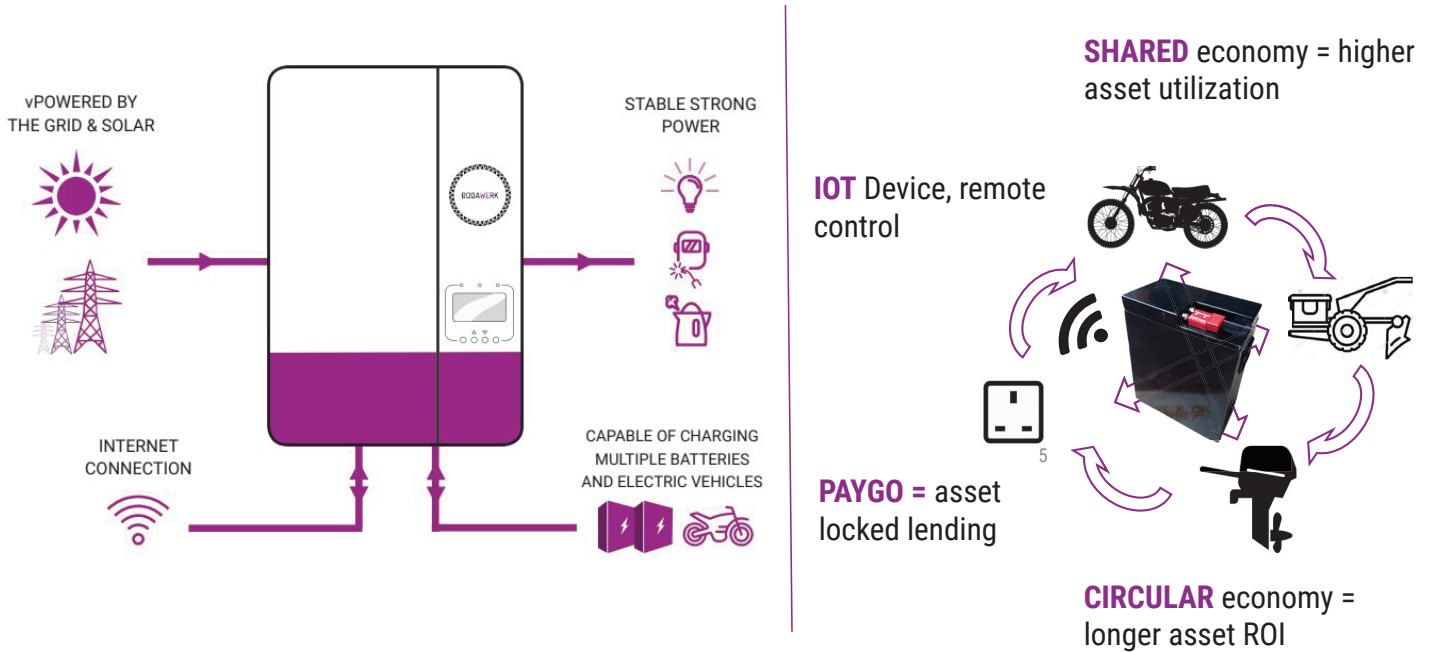 vPOWERED BY
THE GRID & SOLAR
STABLE STRONG
POWER
BODAWERK
INTERNET
CONNECTION
CAPABLE OF CHARGING
MULTIPLE BATTERIES
AND ELECTRIC VEHICLES
SHARED economy = higher
asset utilization
IOT Device, remote
control
5
PAYGO = asset
locked lending
CIRCULAR economy =
longer asset ROI